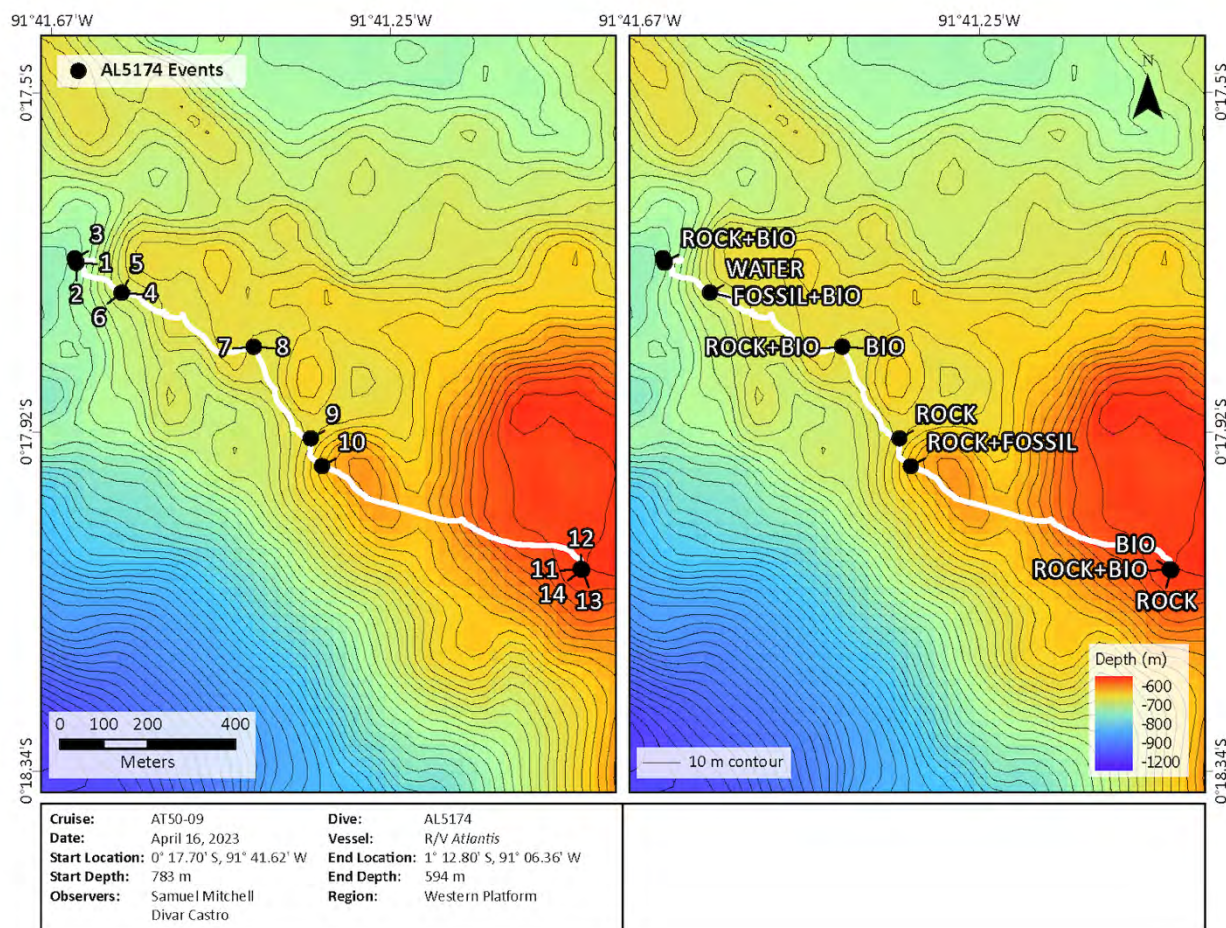 91°41.67 W
91°41.25 W
91°41.67 W
91°41.25 W
0°17.5'S
0°17.92'S
0°18.34'S
AL5174 Events
3
1
2
5
4
6
7
8
9
10
12
11
14
13
0 100 200 400
Meters
N
0°17.5'S
0°17.92'S
0°18.34'S
ROCK+BIO
WATER
FOSSIL+BIO
ROCK+BIO
BIO
ROCK
ROCK+FOSSIL
BIO
ROCK+BIO
ROCK
Depth (m)
-600
-700
-800
-900
-1200
10 m contour
Cruise: AT50-09 Dive: AL5174
Date: April 16, 2023 Vessel: R/V Atlantis
Start Location: 0° 17.70' S, 91° 41.62' W End Location: 1° 12.80' S, 91° 06.36' W
Start Depth: 783 m End Depth: 594 m
Observers: Samuel Mitchell Region: Western Platform
Divar Castro